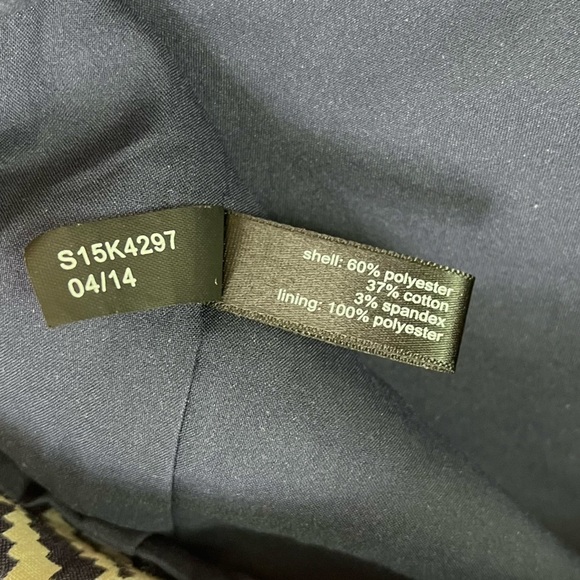 S15K4297
04/14
shell: 60% polyester
37% cotton
3% spandex
lining: 100% polyester